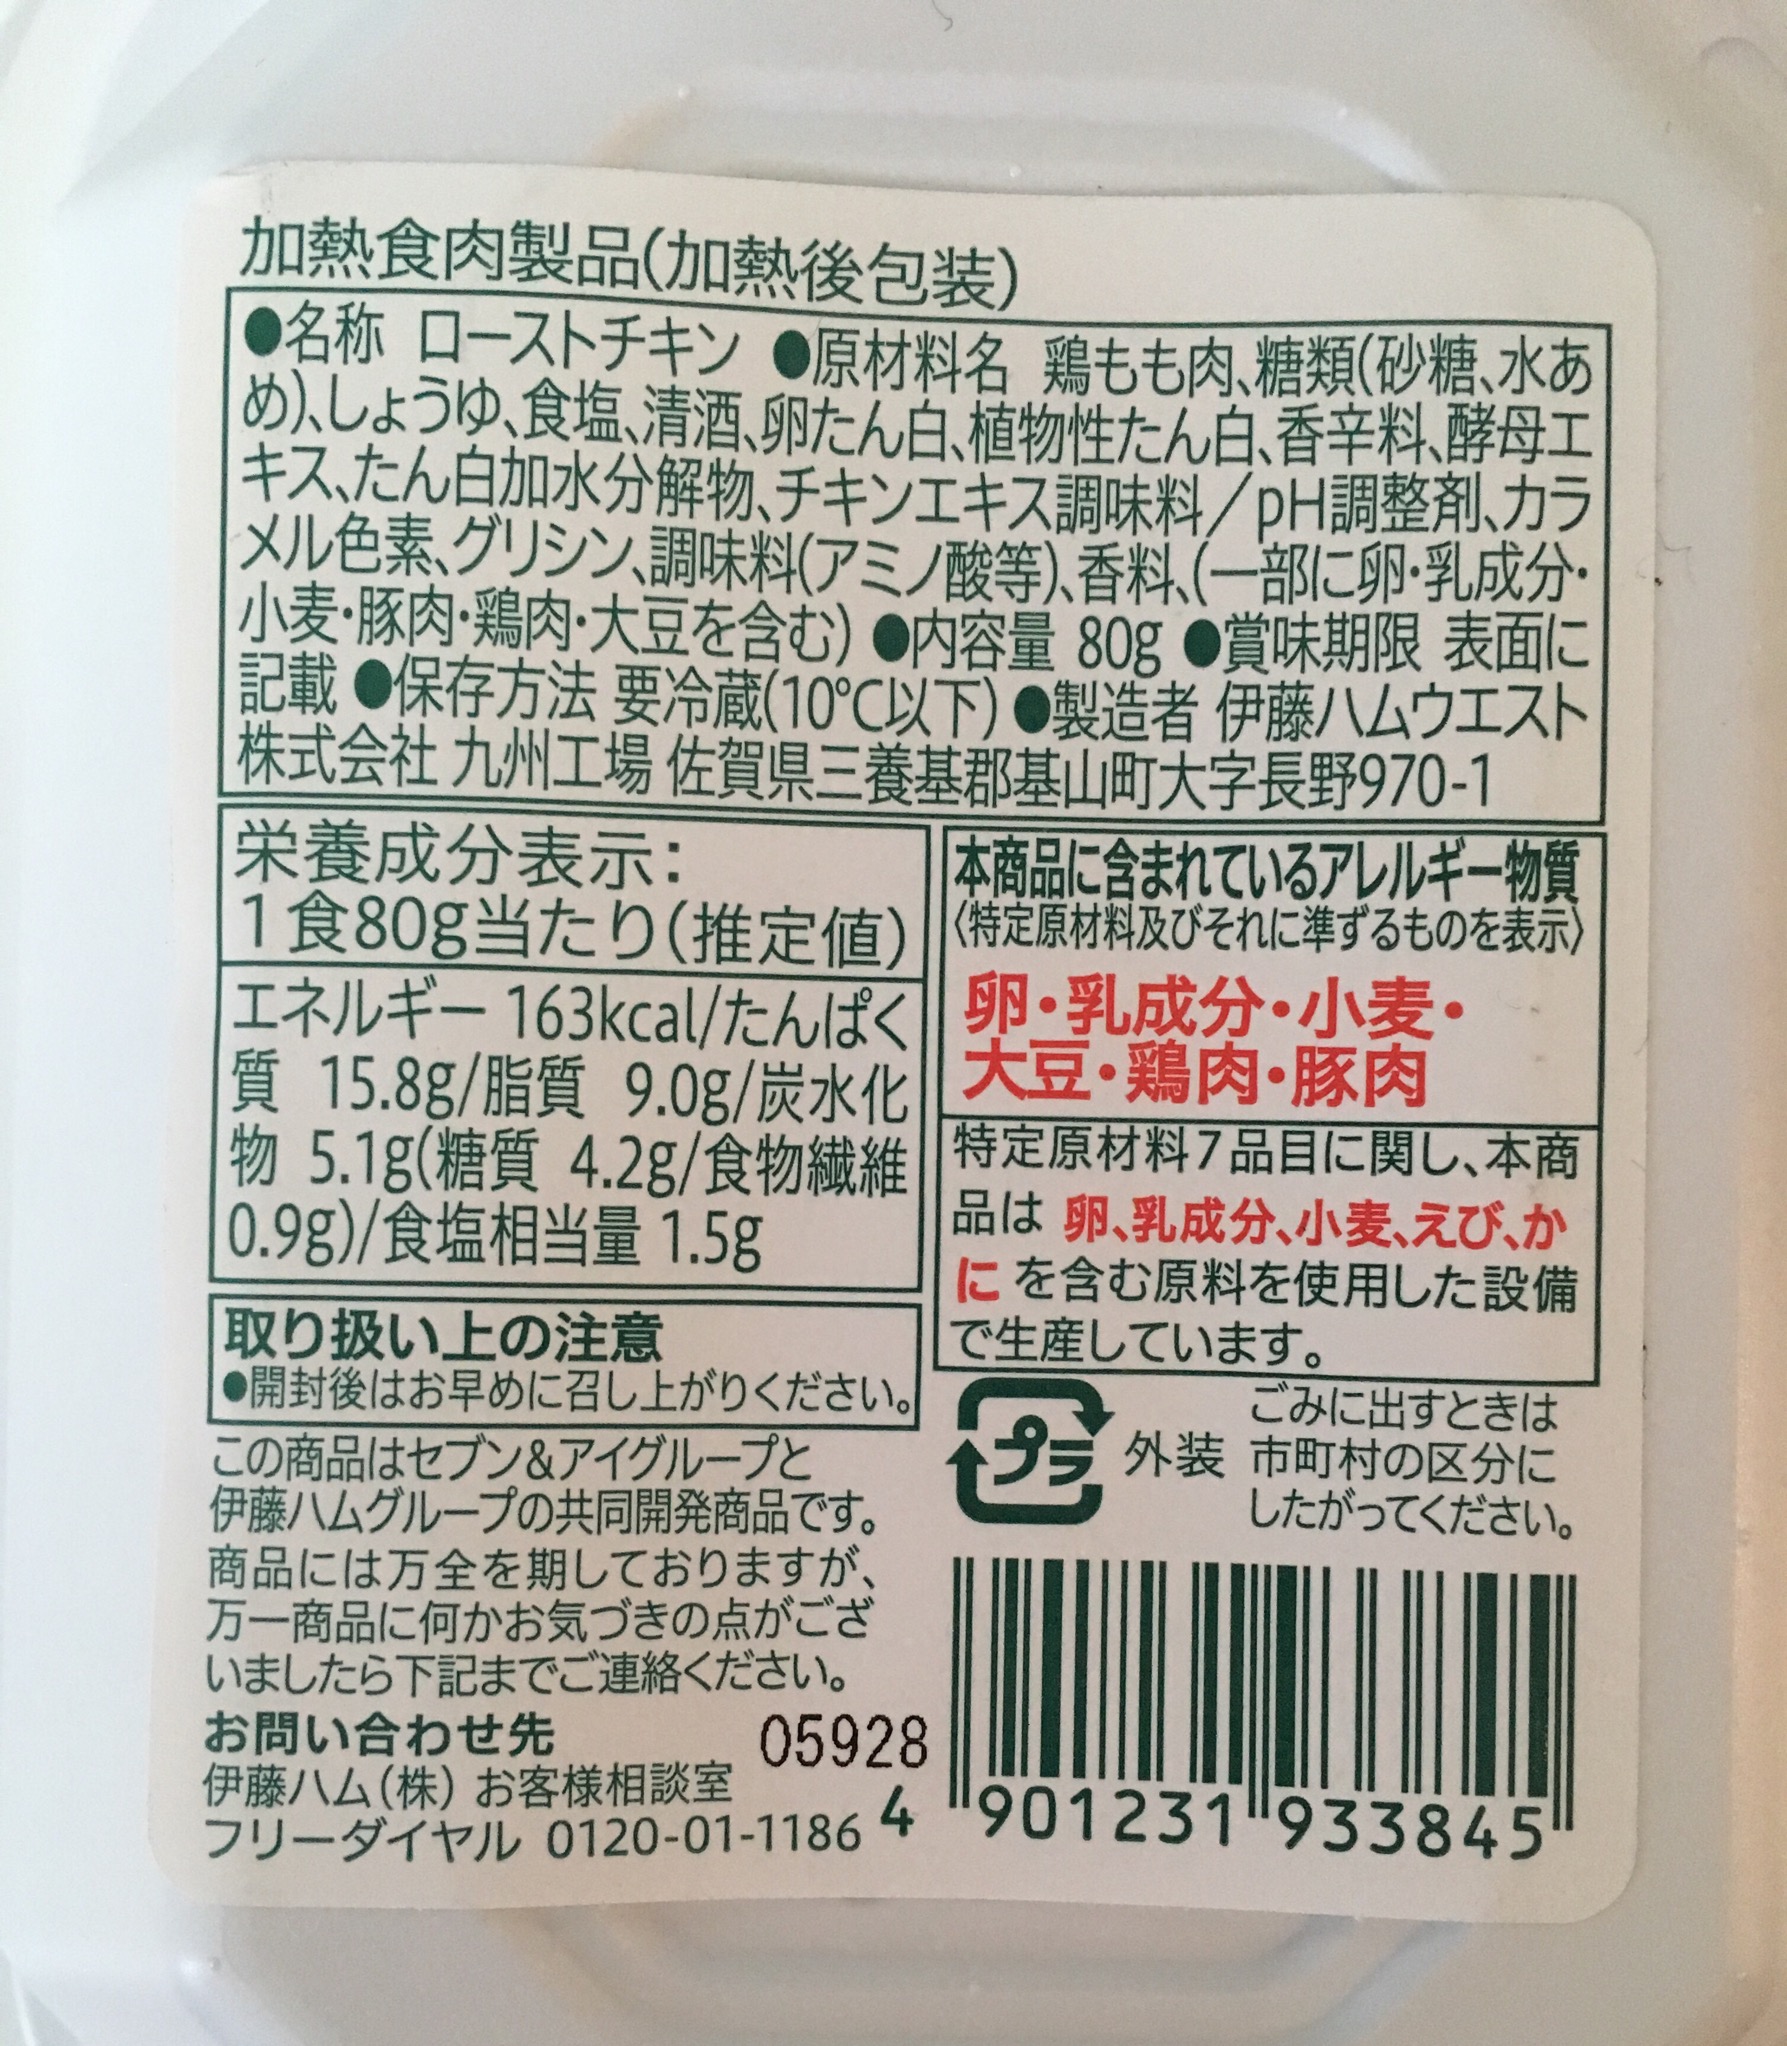 加熱食肉製品(加熱後包装)
●名称 ローストチキン ●原材料名 鶏もも肉、糖類(砂糖、水あ
め)、しょうゆ、食塩、清酒、卵たん白、植物性たん白、香辛料、酵母エ
キス、たん白加水分解物、チキンエキス調味料/pH調整剤、カラ
メル色素、グリシン、調味料(アミノ酸等)、香料、(一部に卵・乳成分・
小麦・豚肉・鶏肉・大豆を含む) ●内容量 80g ●賞味期限 表面に
記載 ●保存方法 要冷蔵(10℃以下) ●製造者 伊藤ハムウエスト
株式会社 九州工場 佐賀県三養基郡基山町大字長野970-1
栄養成分表示:
1食80g当たり(推定値)
エネルギー 163kcal/たんぱく
質 15.8g/脂質 9.0g/炭水化
物 5.1g(糖質 4.2g/食物繊維
0.9g)/食塩相当量 1.5g
取り扱い上の注意
●開封後はお早めに召し上がりください。
この商品はセブン&アイグループと
伊藤ハムグループの共同開発商品です。
商品には万全を期しておりますが、
万一商品に何かお気づきの点がござ
いましたら下記までご連絡ください。
お問い合わせ先
伊藤ハム(株) お客様相談室
フリーダイヤル 0120-01-1186
05928
本商品に含まれているアレルギー物質
〈特定原材料及びそれに準ずるものを表示〉
卵・乳成分・小麦・
大豆・鶏肉・豚肉
特定原材料7品目に関し、本商
品は 卵、乳成分、小麦、えび、か
に を含む原料を使用した設備
で生産しています。
プラ 外装
ごみに出すときは
市町村の区分に
したがってください。
4 901231 933845